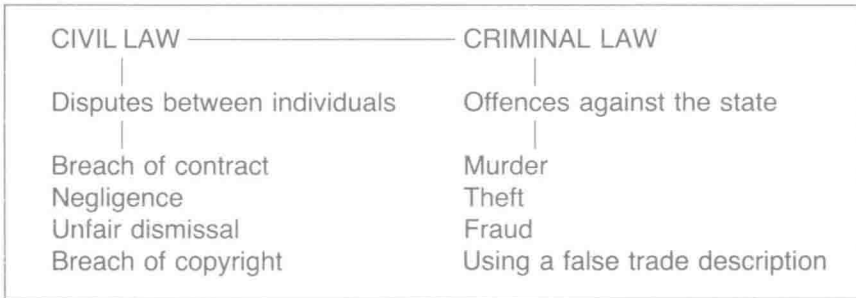 CIVIL LAW CRIMINAL LAW
Disputes between individuals Offences against the state
Breach of contract Murder
Negligence Theft
Unfair dismissal Fraud
Breach of copyright Using a false trade description